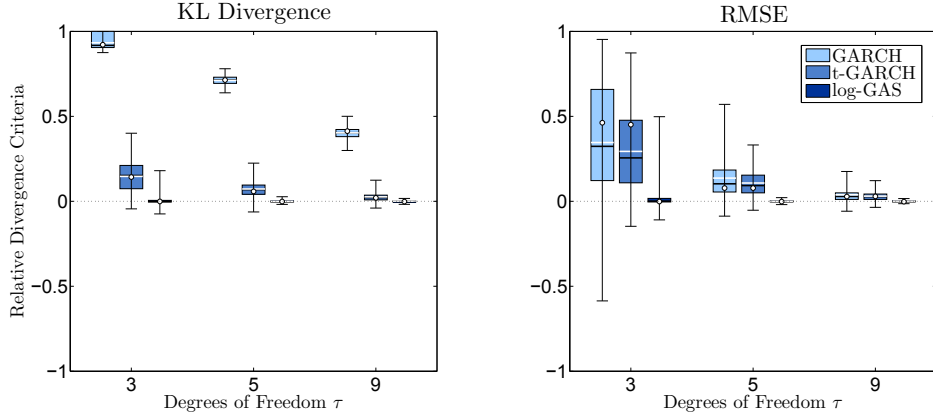 KL Divergence
Relative Divergence Criteria
1
0.5
0
−0.5
−1
3
5
9
Degrees of Freedom τ
RMSE
GARCH
t-GARCH
log-GAS
1
0.5
0
−0.5
−1
3
5
9
Degrees of Freedom τ